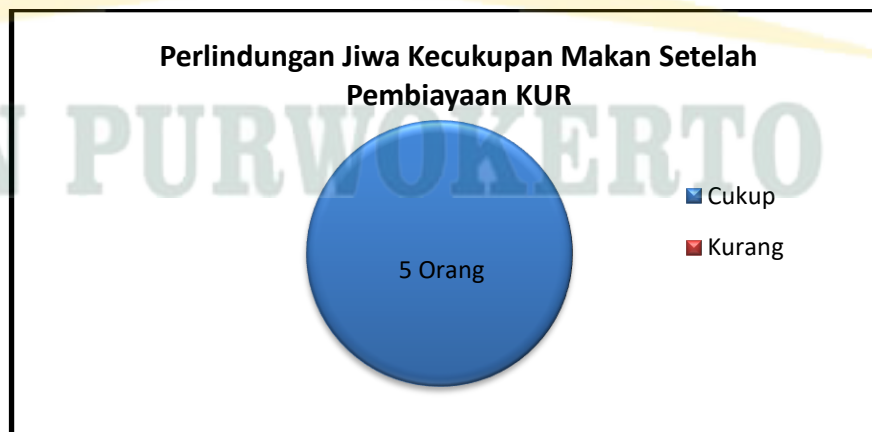 Perlindungan Jiwa Kecukupan Makan Setelah
Pembiayaan KUR
N PURWOKERTO
Cukup
5 Orang
Kurang